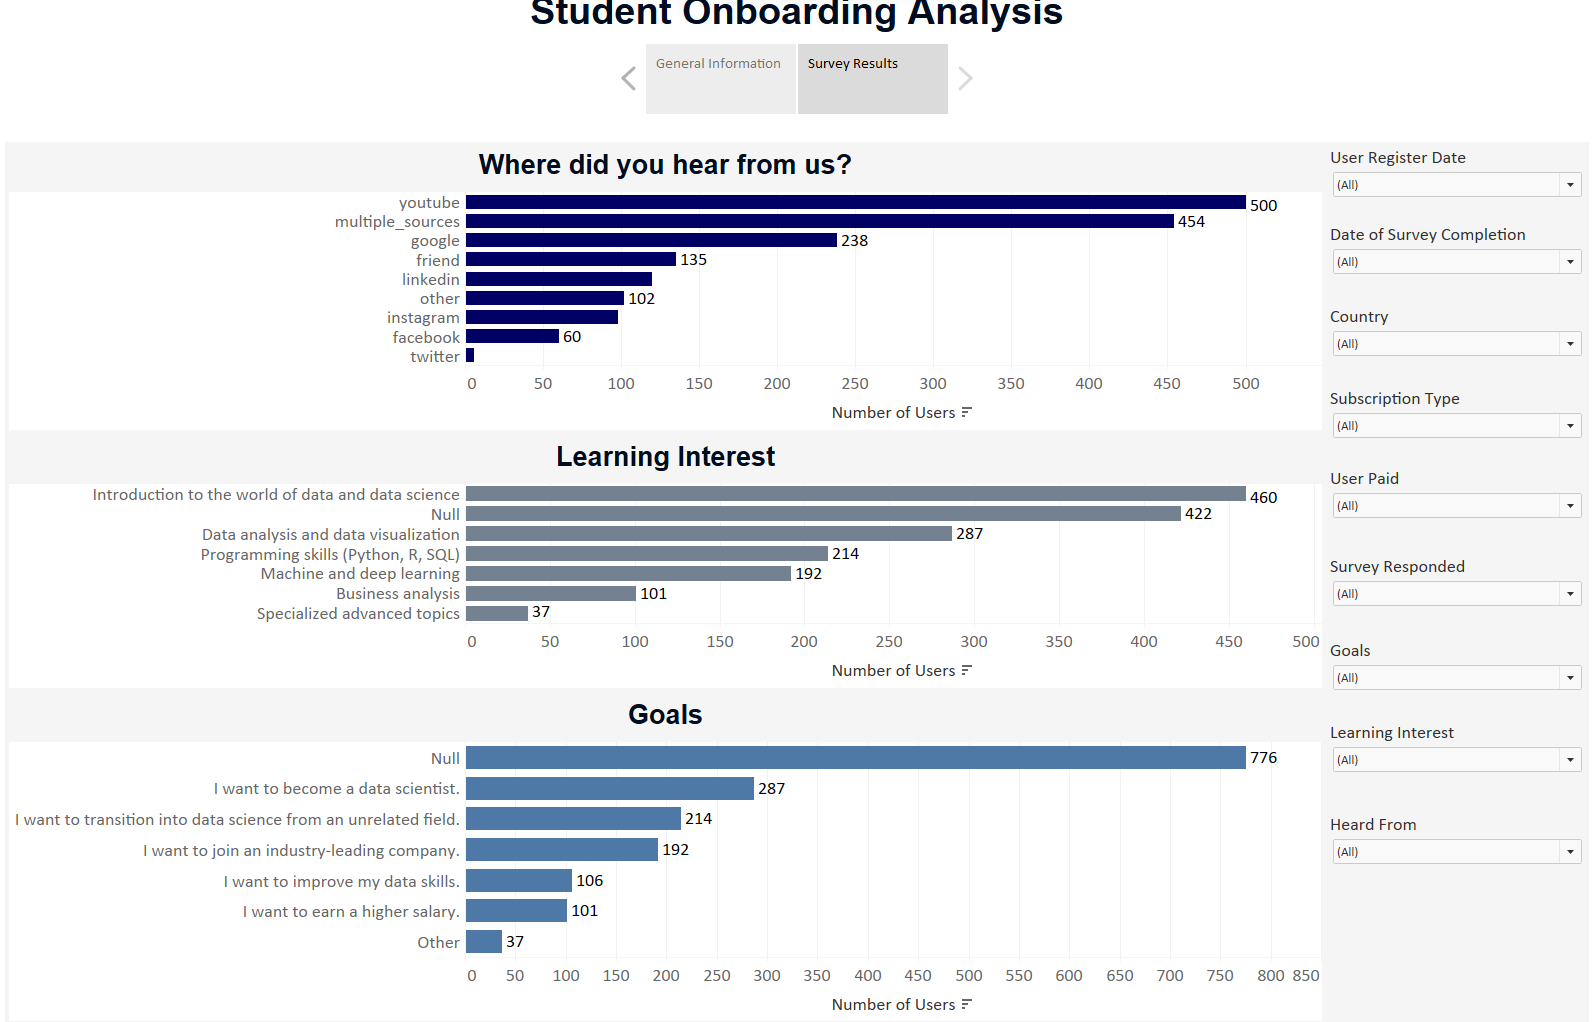 Student Onboarding Analysis
General Information
Survey Results
Where did you hear from us?
youtube 500
multiple_sources 454
google 238
friend 135
linkedin
other 102
instagram
facebook 60
twitter
0 50 100 150 200 250 300 350 400 450 500
Number of Users
Learning Interest
Introduction to the world of data and data science 460
Null 422
Data analysis and data visualization 287
Programming skills (Python, R, SQL) 214
Machine and deep learning 192
Business analysis 101
Specialized advanced topics 37
0 50 100 150 200 250 300 350 400 450 500
Number of Users
Goals
Null 776
I want to become a data scientist. 287
I want to transition into data science from an unrelated field. 214
I want to join an industry-leading company. 192
I want to improve my data skills. 106
I want to earn a higher salary. 101
Other 37
0 50 100 150 200 250 300 350 400 450 500 550 600 650 700 750 800 850
Number of Users
User Register Date
(All)
Date of Survey Completion
(All)
Country
(All)
Subscription Type
(All)
User Paid
(All)
Survey Responded
(All)
Goals
(All)
Learning Interest
(All)
Heard From
(All)